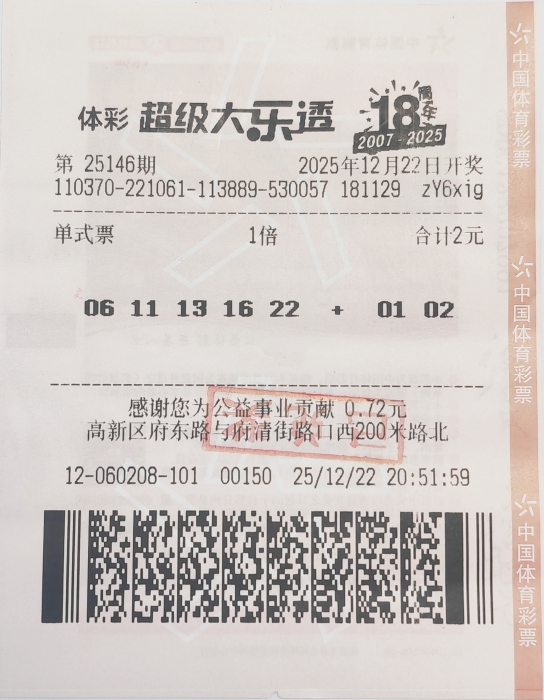 体彩 超级大乐透 18周年
2007-2025
第 25146期 2025年12月22日开奖
110370-221061-113889-530057 181129 zY6xig
单式票 1倍 合计2元
06 11 13 16 22 + 01 02
感谢您为公益事业贡献 0.72元
高新区府东路与府清街路口西200米路北
12-060208-101 00150 25/12/22 20:51:59
中国体育彩票
中国体育彩票
中国体育彩票